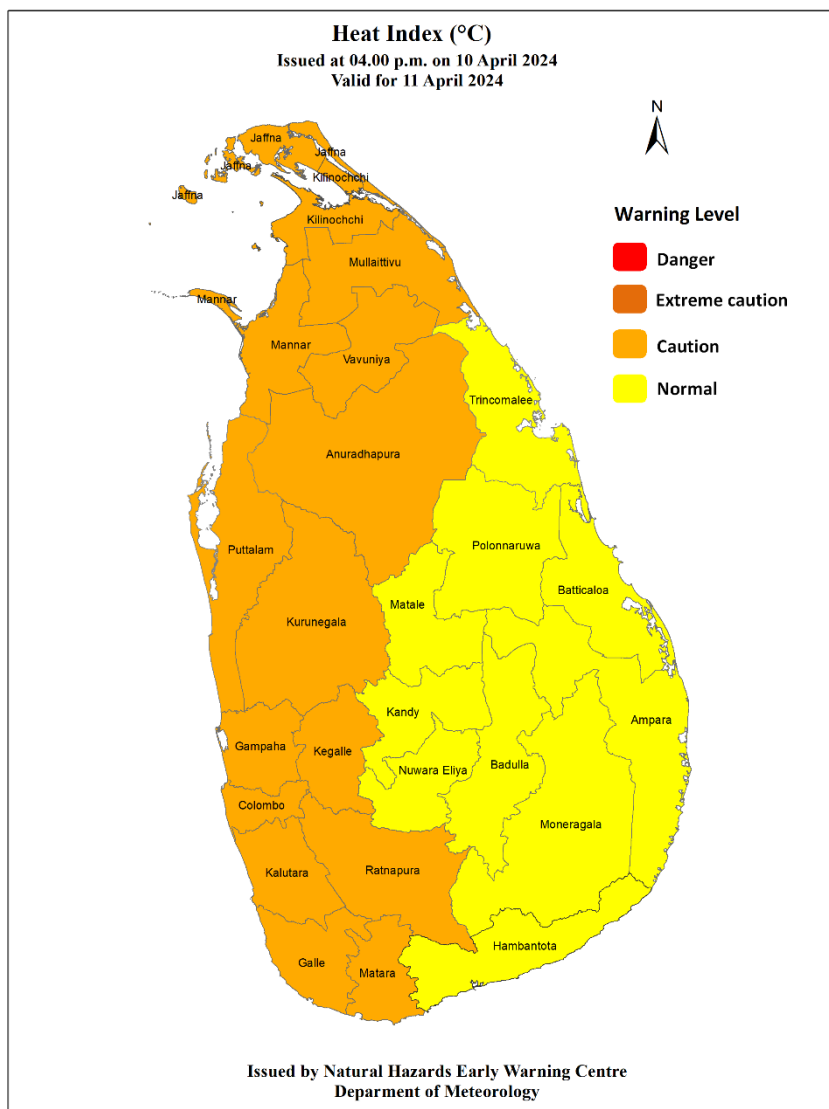 Heat Index (°C)
Issued at 04.00 p.m. on 10 April 2024
Valid for 11 April 2024
N
Jaffna
Jaffna
Jaffna
Kilinochchi
Jaffna
Kilinochchi
Mullaittivu
Mannar
Mannar
Vavuniya
Trincomalee
Anuradhapura
Warning Level
Danger
Extreme caution
Caution
Normal
Puttalam
Polonnaruwa
Batticaloa
Matale
Kurunegala
Kandy
Ampara
Gampaha
Kegalle
Nuwara Eliya
Badulla
Colombo
Moneragala
Kalutara
Ratnapura
Hambantota
Galle
Matara
Issued by Natural Hazards Early Warning Centre
Deparment of Meteorology